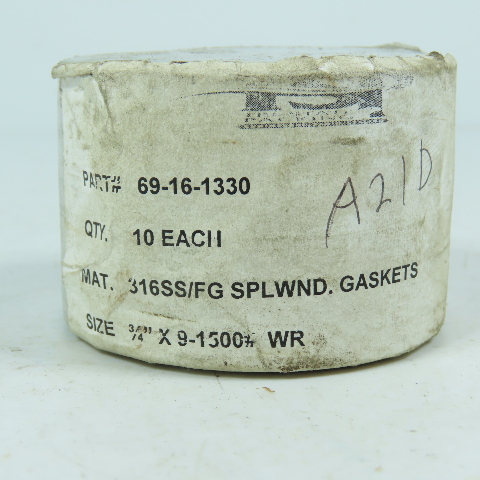 PART# 69-16-1330
A21D
QTY. 10 EACH
MAT. 316SS/FG SPLWND. GASKETS
SIZE 3/4" X 9-1500# WR